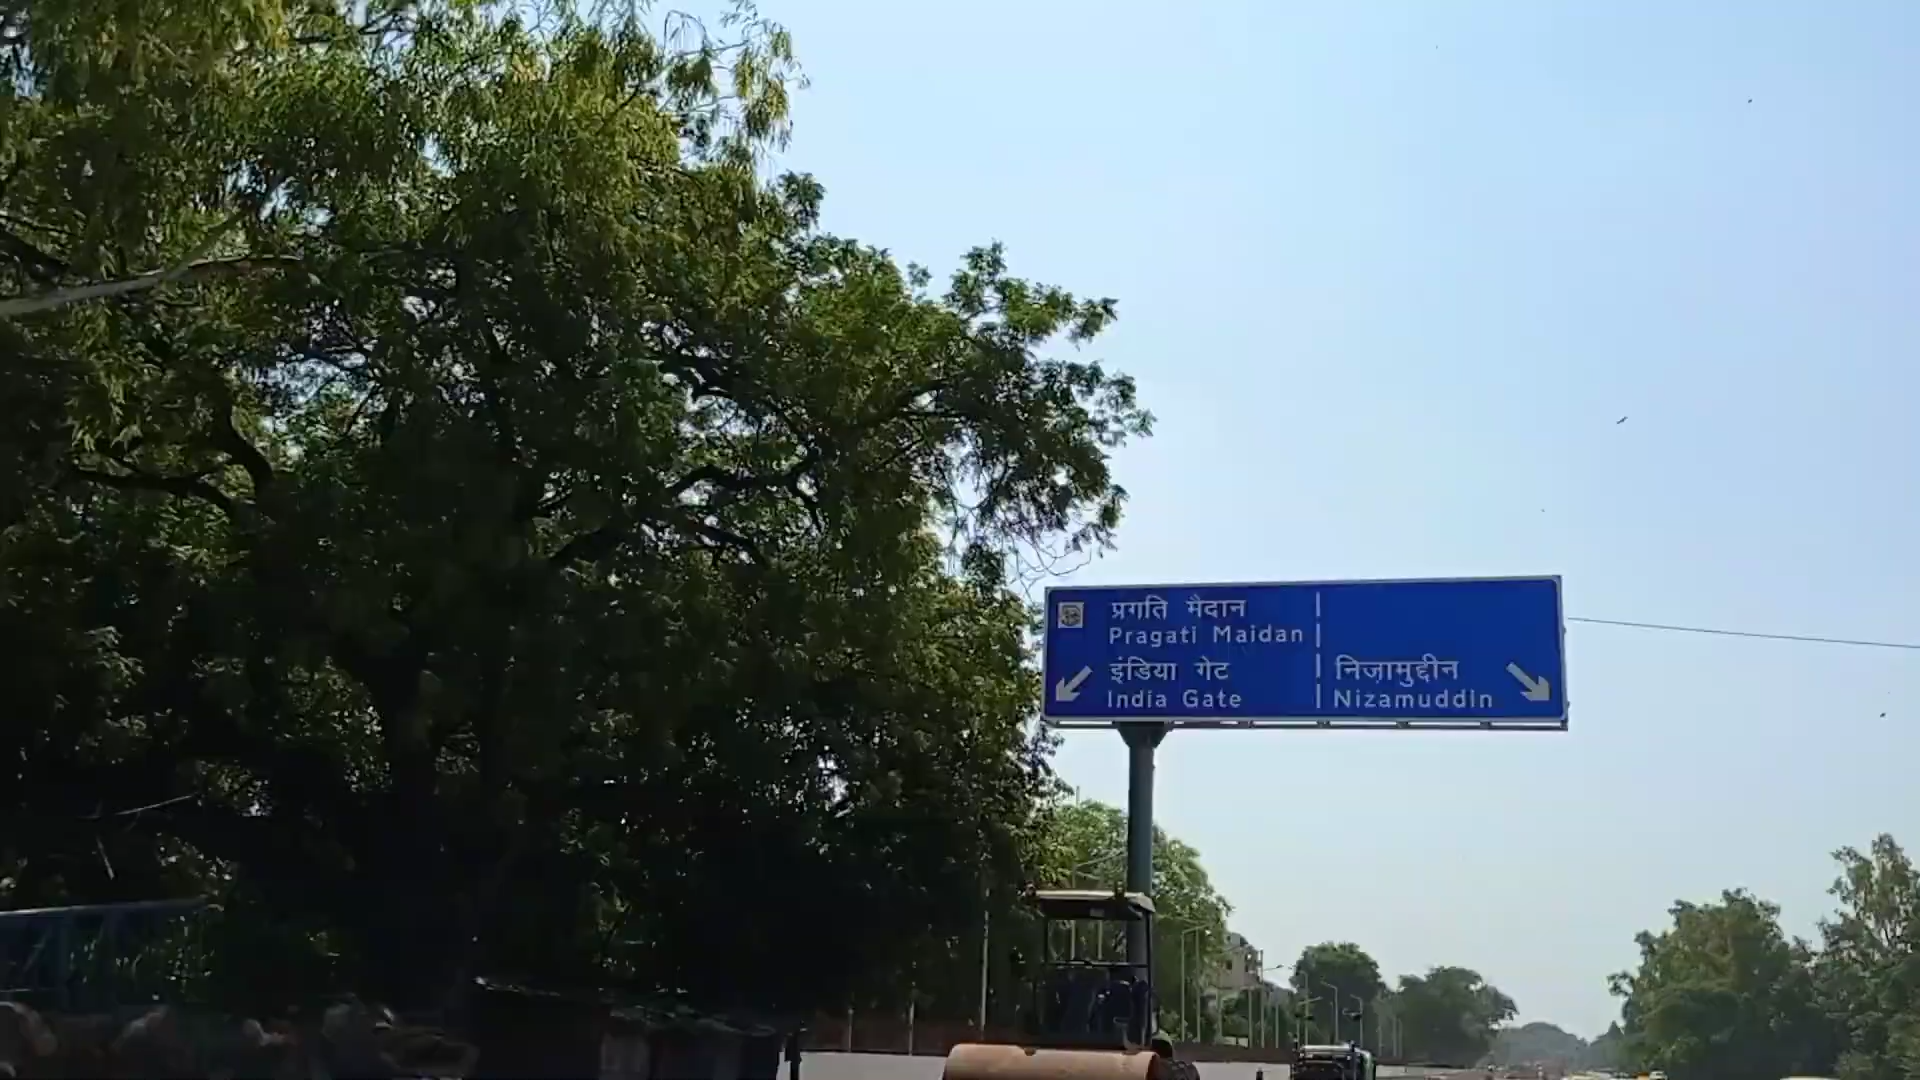 प्रगति मैदान
Pragati Maidan
इंडिया गेट
India Gate
निज़ामुद्दीन
Nizamuddin